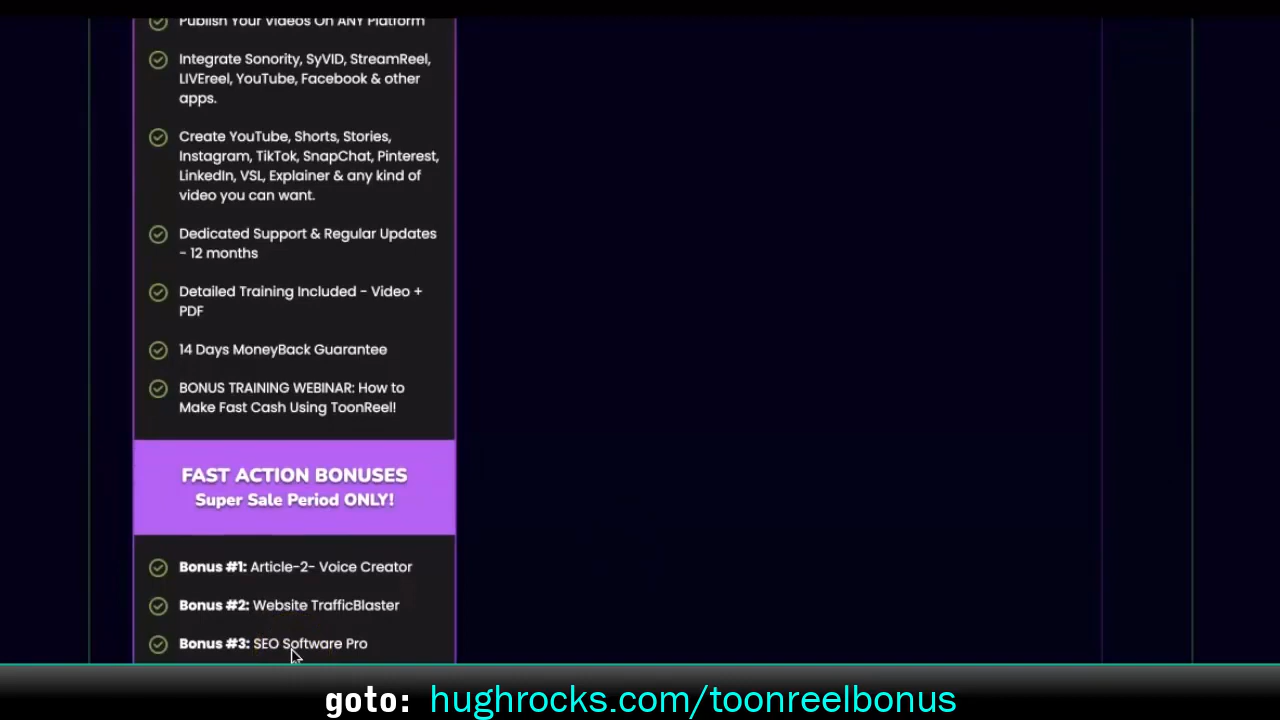 Publish Your Videos On ANY Platform
Integrate Sonority, SyVID, StreamReel,
LIVEreel, YouTube, Facebook & other
apps.
Create YouTube, Shorts, Stories,
Instagram, TikTok, SnapChat, Pinterest,
LinkedIn, VSL, Explainer & any kind of
video you can want.
Dedicated Support & Regular Updates
- 12 months
Detailed Training Included - Video +
PDF
14 Days MoneyBack Guarantee
BONUS TRAINING WEBINAR: How to
Make Fast Cash Using ToonReel!
FAST ACTION BONUSES
Super Sale Period ONLY!
Bonus #1: Article-2- Voice Creator
Bonus #2: Website TrafficBlaster
Bonus #3: SEO Software Pro
goto: hughrocks.com/toonreelbonus